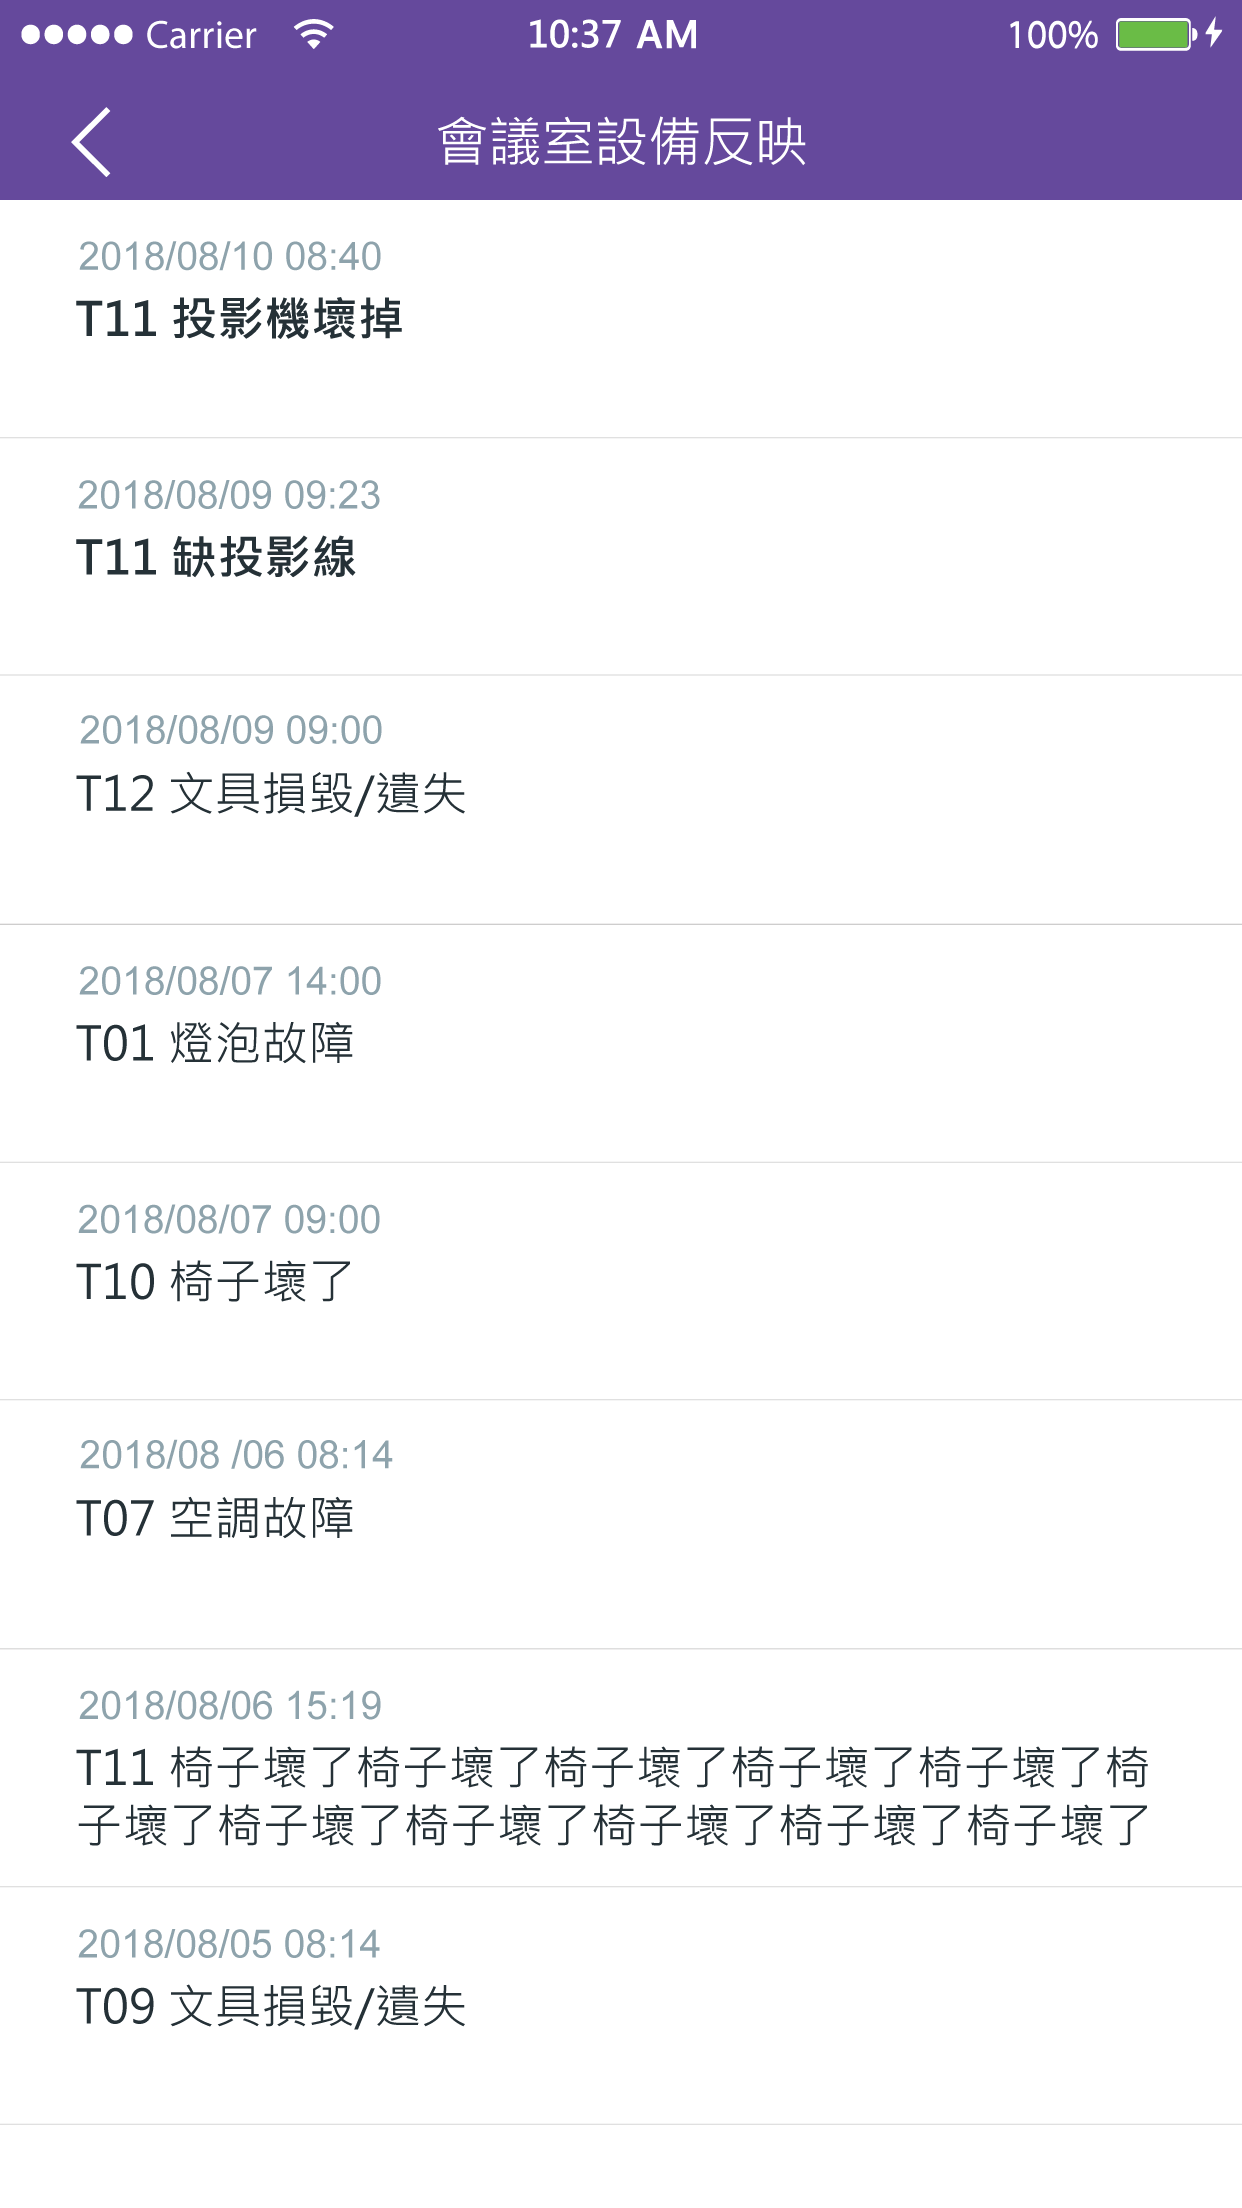 Carrier 10:37 AM 100%
會議室設備反映
2018/08/10 08:40
T11 投影機壞掉
2018/08/09 09:23
T11 缺投影線
2018/08/09 09:00
T12 文具損毀/遺失
2018/08/07 14:00
T01 燈泡故障
2018/08/07 09:00
T10 椅子壞了
2018/08 /06 08:14
T07 空調故障
2018/08/06 15:19
T11 椅子壞了椅子壞了椅子壞了椅子壞了椅子壞了椅
子壞了椅子壞了椅子壞了椅子壞了椅子壞了椅子壞了
2018/08/05 08:14
T09 文具損毀/遺失